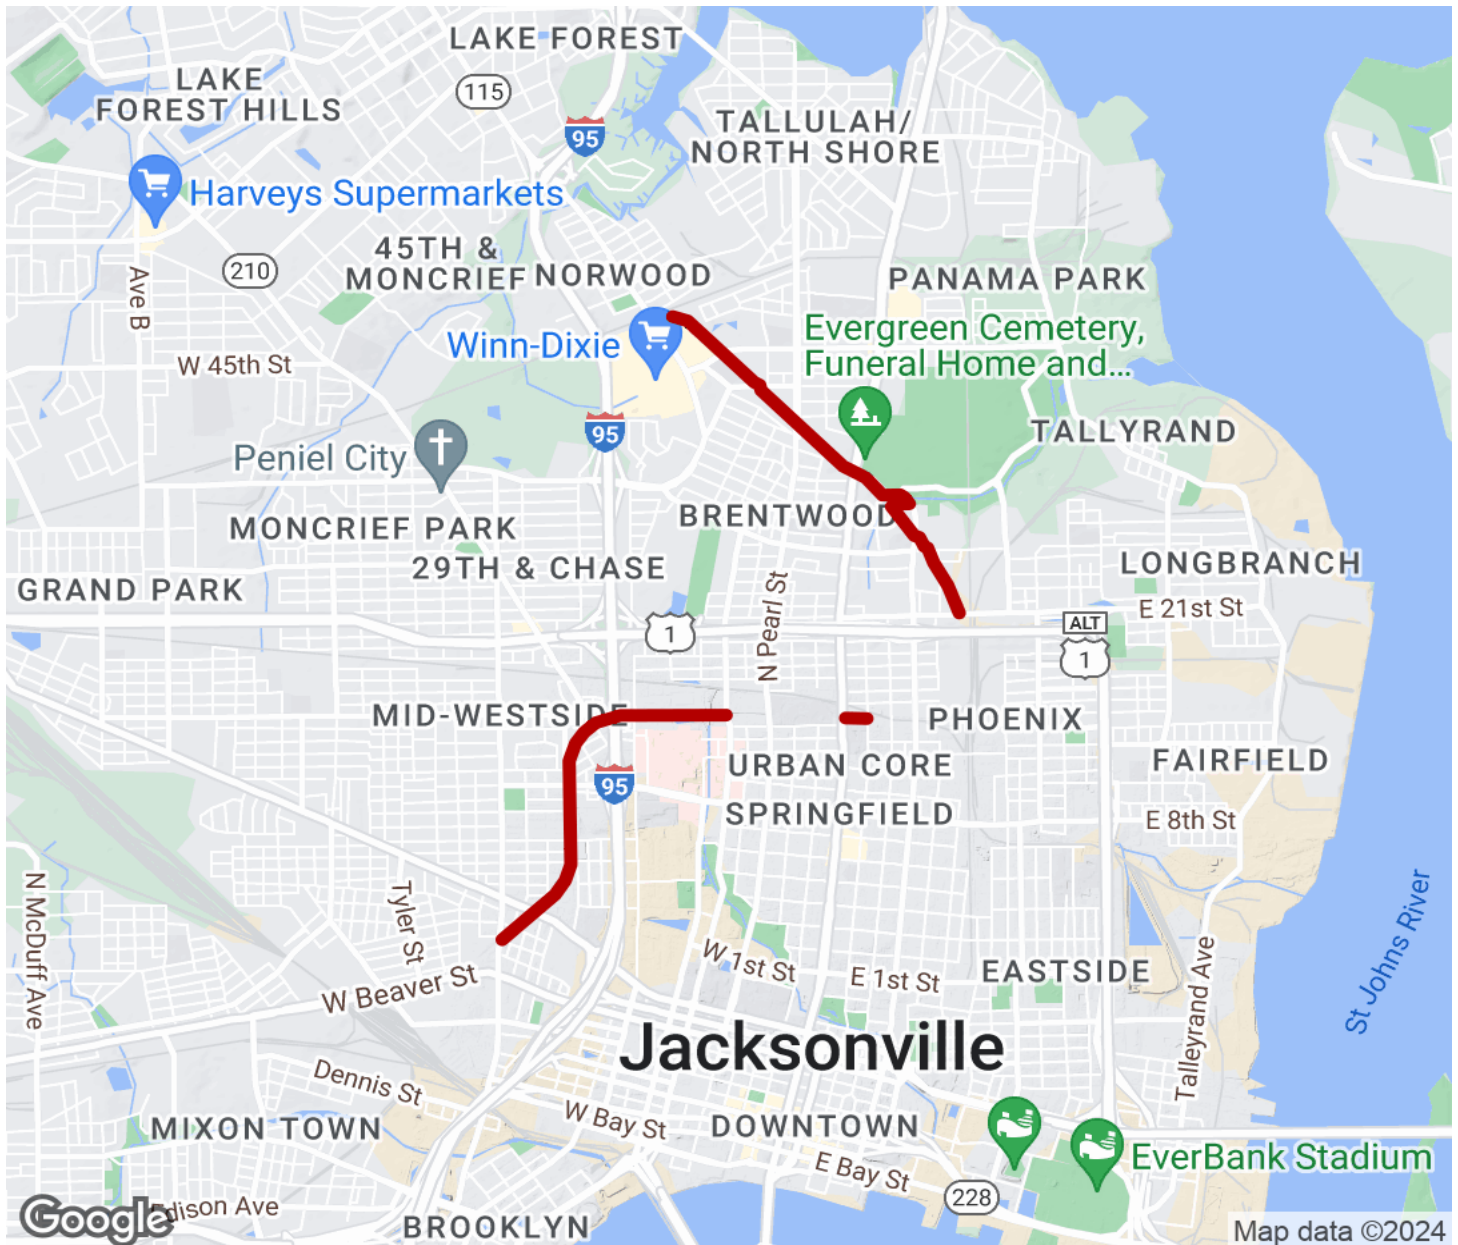 LAKE FOREST
LAKE
FOREST HILLS
115
95
TALLULAH/
NORTH SHORE
Harveys Supermarkets
45TH &
MONCRIEF
NORWOOD
210
PANAMA PARK
Ave B
Winn-Dixie
Evergreen Cemetery,
Funeral Home and...
W 45th St
95
TALLYRAND
Peniel City
BRENTWOOD
MONCRIEF PARK
29TH & CHASE
LONGBRANCH
GRAND PARK
N Pearl St
E 21st St
ALT
1
1
MID-WESTSIDE
PHOENIX
URBAN CORE
FAIRFIELD
95
SPRINGFIELD
E 8th St
N McDuff Ave
Tyler St
St Johns River
W 1st St
E 1st St
EASTSIDE
W Beaver St
Talleyrand Ave
Jacksonville
Dennis St
MIXON TOWN
W Bay St
DOWNTOWN
EverBank Stadium
E Bay St
228
Google
Edison Ave
BROOKLYN
Map data ©2024